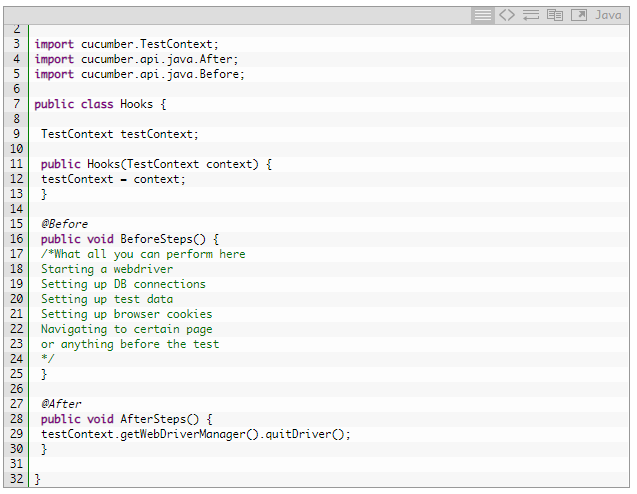 Java
2
3 import cucumber.TestContext;
4 import cucumber.api.java.After;
5 import cucumber.api.java.Before;
6
7 public class Hooks {
8
9 TestContext testContext;
10
11 public Hooks(TestContext context) {
12 testContext = context;
13 }
14
15 @Before
16 public void BeforeSteps() {
17 /*What all you can perform here
18 Starting a webdriver
19 Setting up DB connections
20 Setting up test data
21 Setting up browser cookies
22 Navigating to certain page
23 or anything before the test
24 */
25 }
26
27 @After
28 public void AfterSteps() {
29 testContext.getWebDriverManager().quitDriver();
30 }
31
32 }